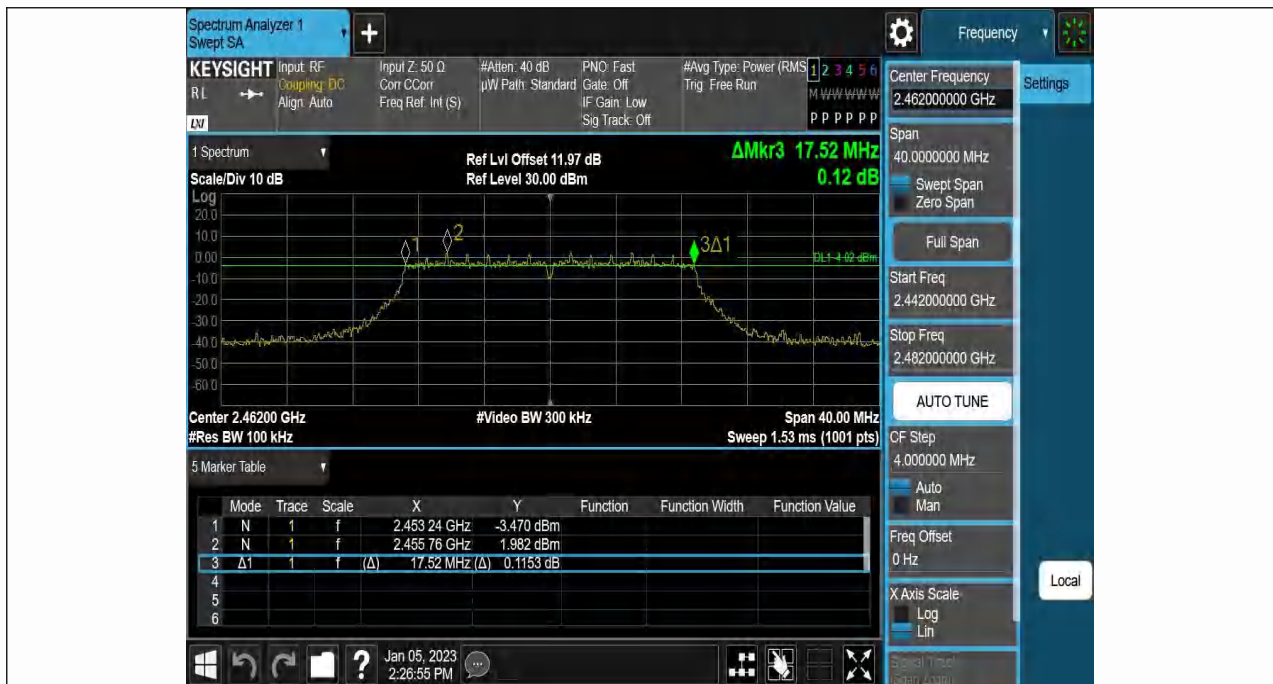 Spectrum Analyzer 1
Swept SA
+
Frequency
KEYSIGHT
RL
LXI
Input: RF
Coupling: DC
Align: Auto
Input Z: 50 Ω
Corr CCorr
Freq Ref: Int (S)
#Atten: 40 dB
µW Path: Standard
PNO: Fast
Gate: Off
IF Gain: Low
Sig Track: Off
#Avg Type: Power (RMS
Trig: Free Run
1 2 3 4 5 6
M W W W W W
P P P P P P
1 Spectrum
Scale/Div 10 dB
Ref Lvl Offset 11.97 dB
Ref Level 30.00 dBm
ΔMkr3 17.52 MHz
0.12 dB
Log
20.0
10.0
0.00
-10.0
-20.0
-30.0
-40.0
-50.0
-60.0
1
2
3Δ1
DL1 -4.02 dBm
Center 2.46200 GHz
#Video BW 300 kHz
Span 40.00 MHz
#Res BW 100 kHz
Sweep 1.53 ms (1001 pts)
5 Marker Table
Mode Trace Scale X Y Function Function Width Function Value
1 N 1 f 2.453 24 GHz -3.470 dBm
2 N 1 f 2.455 76 GHz 1.982 dBm
3 Δ1 1 f (Δ) 17.52 MHz (Δ) 0.1153 dB
4
5
6
?
Jan 05, 2023
2:26:55 PM
Center Frequency
2.462000000 GHz
Span
40.0000000 MHz
Swept Span
Zero Span
Full Span
Start Freq
2.442000000 GHz
Stop Freq
2.482000000 GHz
AUTO TUNE
CF Step
4.000000 MHz
Auto
Man
Freq Offset
0 Hz
X Axis Scale
Log
Lin
Signal Track
(Span Zoom)
Settings
Local